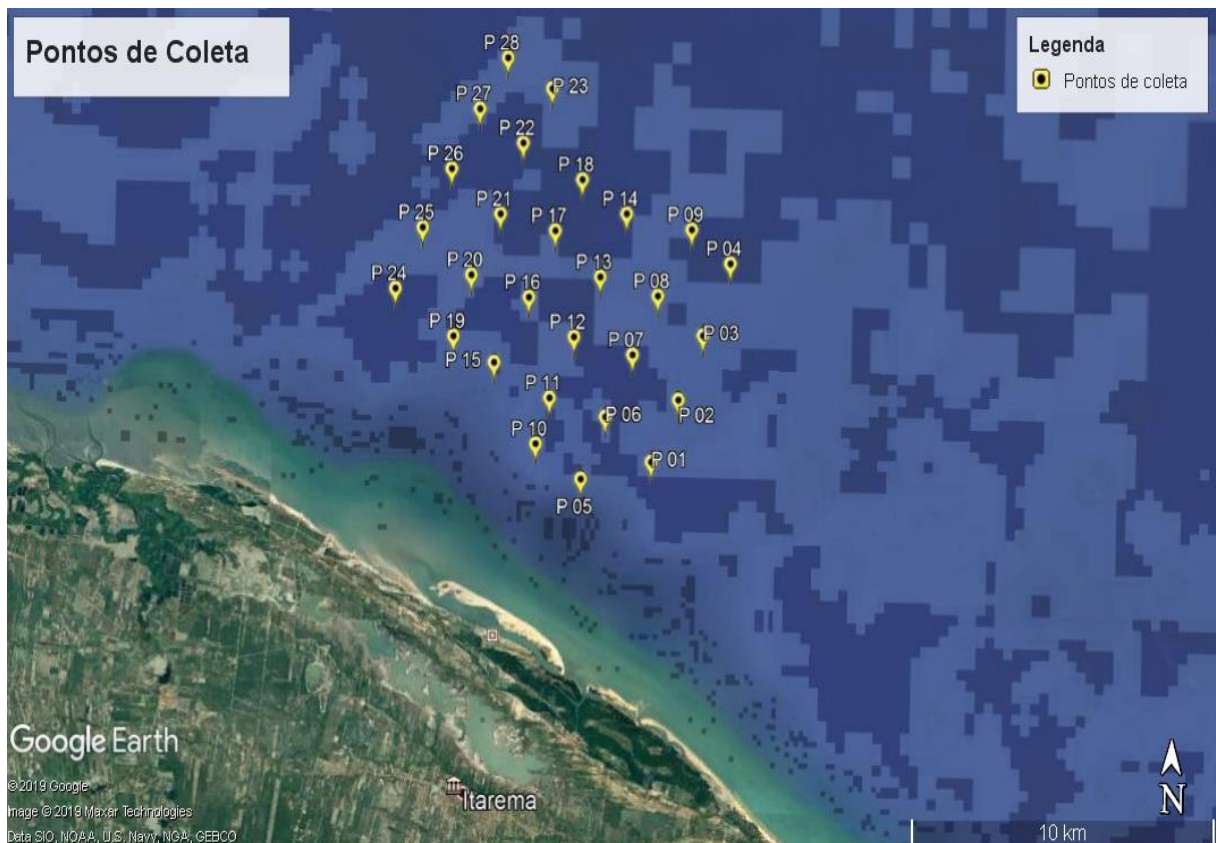 Pontos de Coleta
Legenda
Pontos de coleta
P 28
P 23
P 27
P 22
P 26
P 18
P 21
P 14
P 25
P 17
P 09
P 04
P 24
P 20
P 13
P 16
P 08
P 19
P 12
P 03
P 07
P 15
P 11
P 06
P 02
P 10
P 01
P 05
Google Earth
© 2019 Google
Image © 2019 Maxar Technologies
Data SIO, NOAA, U.S. Navy, NGA, GEBCO
Itarema
N
10 km